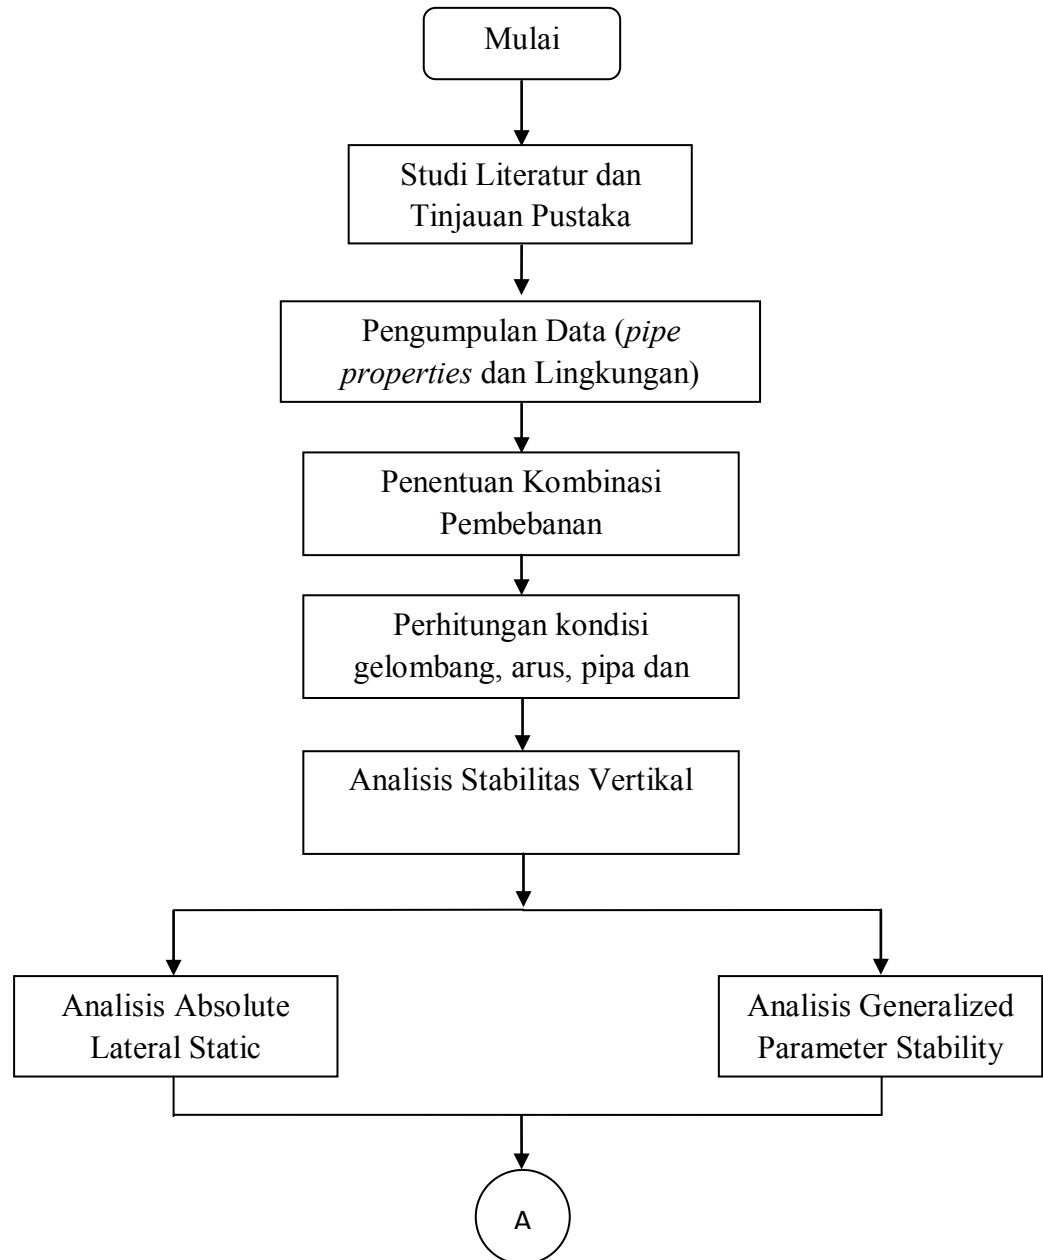 Mulai
Studi Literatur dan
Tinjauan Pustaka
Pengumpulan Data (pipe
properties dan Lingkungan)
Penentuan Kombinasi
Pembebanan
Perhitungan kondisi
gelombang, arus, pipa dan
Analisis Stabilitas Vertikal
Analisis Absolute
Lateral Static
Analisis Generalized
Parameter Stability
A